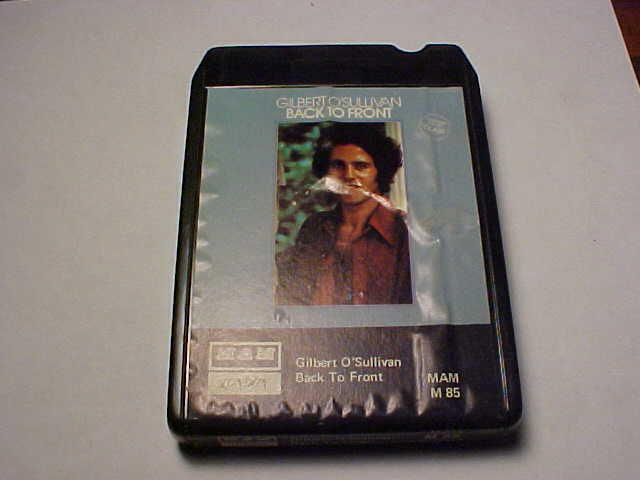 GILBERT O'SULLIVAN
BACK TO FRONT
MAM
Gilbert O'Sullivan
Back To Front
MAM
M 85